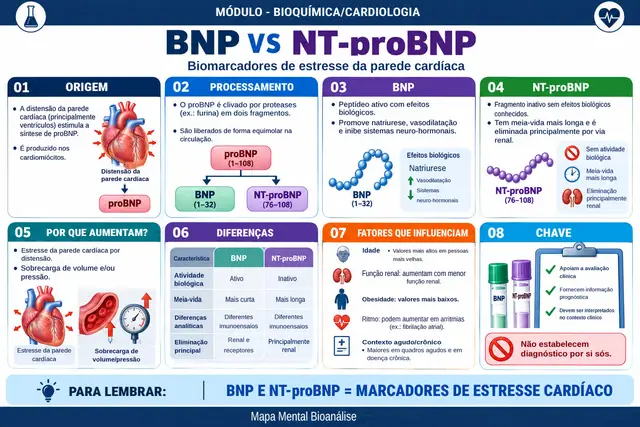 MÓDULO - BIOQUÍMICA/CARDIOLOGIA
BNP VS NT-proBNP
Biomarcadores de estresse da parede cardíaca
01 ORIGEM
• A distensão da parede
cardíaca (principalmente
ventrículos) estimula a
síntese de proBNP.
• É produzido nos
cardiomiócitos.
Distensão da
parede cardíaca
proBNP
02 PROCESSAMENTO
• O proBNP é clivado por proteases
(ex.: furina) em dois fragmentos.
• São liberados de forma equimolar na
circulação.
proBNP
(1–108)
BNP
(1–32)
NT-proBNP
(76–108)
03 BNP
• Peptídeo ativo com efeitos
biológicos.
• Promove natriurese, vasodilatação
e inibe sistemas neuro-hormonais.
BNP
(1–32)
Efeitos biológicos
Natriurese
Vasodilatação
Sistemas
neuro-hormonais
04 NT-proBNP
• Fragmento inativo sem efeitos biológicos
conhecidos.
• Tem meia-vida mais longa e é
eliminada principalmente por via
renal.
NT-proBNP
(76–108)
Sem atividade
biológica
Meia-vida
mais longa
Eliminação
principalmente
renal
05 POR QUE AUMENTAM?
• Estresse da parede cardíaca por
distensão.
• Sobrecarga de volume e/ou
pressão.
Estresse da parede
cardíaca
Sobrecarga de
volume/pressão
06 DIFERENÇAS
Característica BNP NT-proBNP
Atividade
biológica
Ativo
Inativo
Meia-vida
Mais curta
Mais longa
Diferenças
analíticas
Diferentes
imunoensaios
Diferentes
imunoensaios
Eliminação
principal
Renal e
receptores
Principalmente
renal
07 FATORES QUE INFLUENCIAM
Idade • Valores mais altos em pessoas
mais velhas.
Função renal: aumentam com menor
função renal.
Obesidade: valores mais baixos.
Ritmo: podem aumentar em arritmias
(ex.: fibrilação atrial).
Contexto agudo/crônico
• Maiores em quadros agudos e em
doença crônica.
08 CHAVE
BNP
NT-proBNP
Apoiam a avaliação
clínica
Fornecem informação
prognóstica
Devem ser interpretados
no contexto clínico
Não estabelecem
diagnóstico por si sós.
PARA LEMBRAR:
BNP E NT-proBNP = MARCADORES DE ESTRESSE CARDÍACO
Mapa Mental Bioanálise